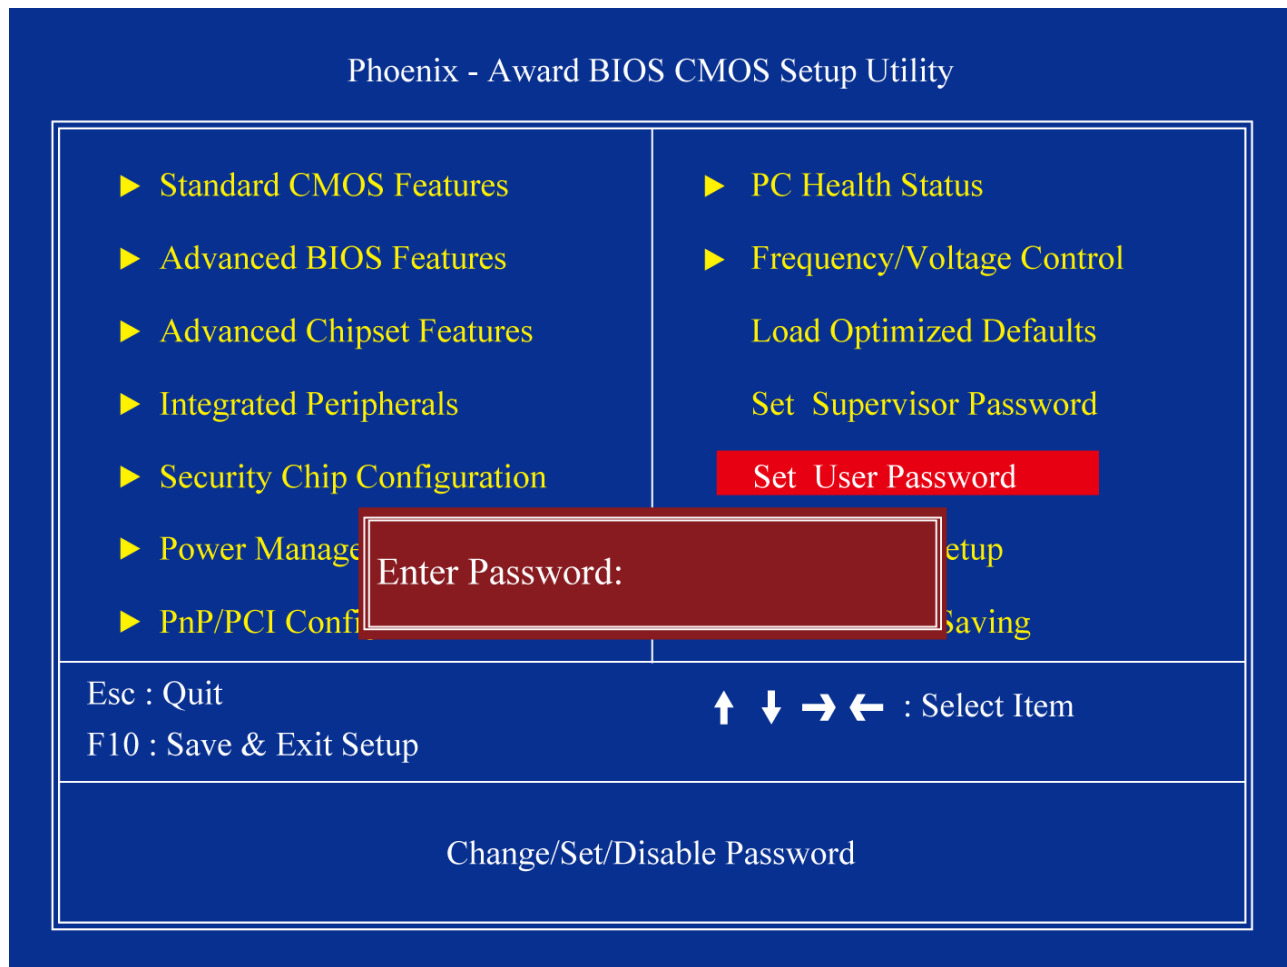 Phoenix - Award BIOS CMOS Setup Utility
Standard CMOS Features
Advanced BIOS Features
Advanced Chipset Features
Integrated Peripherals
Security Chip Configuration
Power Manage
PnP/PCI Confi
PC Health Status
Frequency/Voltage Control
Load Optimized Defaults
Set Supervisor Password
Set User Password
etup
Saving
Enter Password:
Esc : Quit
F10 : Save & Exit Setup
↑ ↓ → ← : Select Item
Change/Set/Disable Password